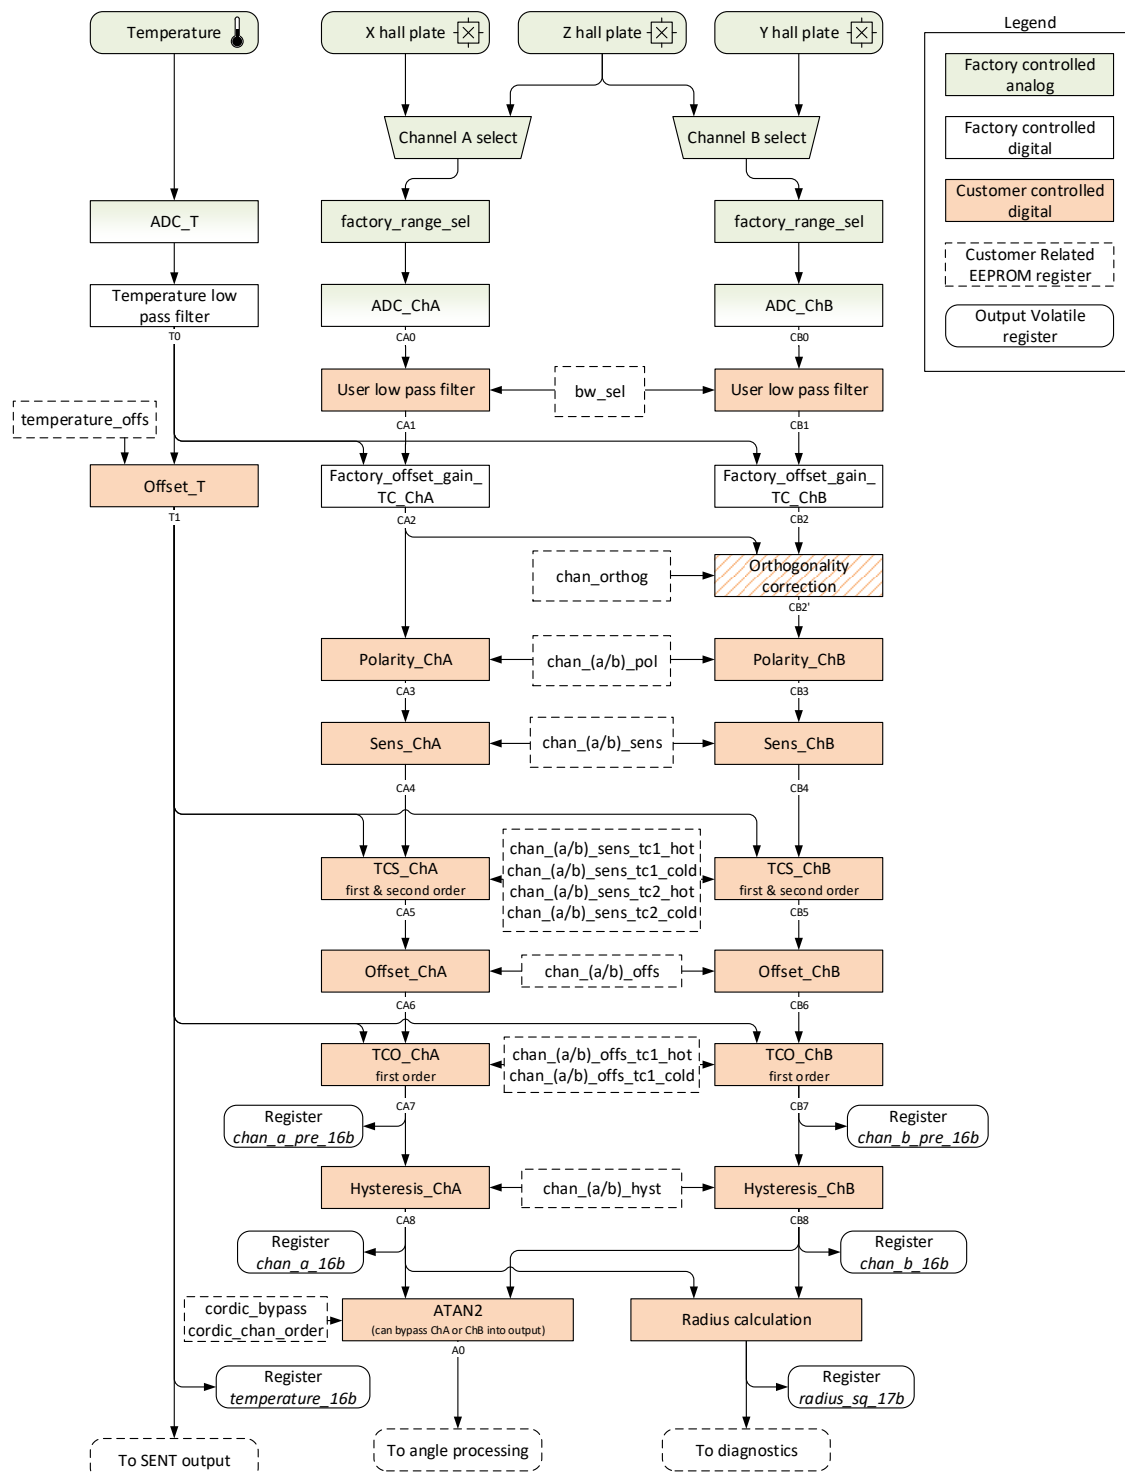 Temperature
X hall plate
Z hall plate
Y hall plate
Legend
Factory controlled
analog
Factory controlled
digital
Customer controlled
digital
Customer Related
EEPROM register
Output Volatile
register
Channel A select
Channel B select
ADC_T
factory_range_sel
factory_range_sel
Temperature low
pass filter
ADC_ChA
ADC_ChB
T0
CA0
CB0
User low pass filter
bw_sel
User low pass filter
CA1
CB1
temperature_offs
Offset_T
Factory_offset_gain_
TC_ChA
Factory_offset_gain_
TC_ChB
T1
CA2
CB2
chan_orthog
Orthogonality
correction
CB2'
Polarity_ChA
chan_(a/b)_pol
Polarity_ChB
CA3
CB3
Sens_ChA
chan_(a/b)_sens
Sens_ChB
CA4
CB4
TCS_ChA
first & second order
chan_(a/b)_sens_tc1_hot
chan_(a/b)_sens_tc1_cold
chan_(a/b)_sens_tc2_hot
chan_(a/b)_sens_tc2_cold
TCS_ChB
first & second order
CA5
CB5
Offset_ChA
chan_(a/b)_offs
Offset_ChB
CA6
CB6
TCO_ChA
first order
chan_(a/b)_offs_tc1_hot
chan_(a/b)_offs_tc1_cold
TCO_ChB
first order
CA7
CB7
Register
chan_a_pre_16b
Register
chan_b_pre_16b
Hysteresis_ChA
chan_(a/b)_hyst
Hysteresis_ChB
CA8
CB8
Register
chan_a_16b
Register
chan_b_16b
cordic_bypass
cordic_chan_order
ATAN2
(can bypass ChA or ChB into output)
Radius calculation
A0
Register
temperature_16b
Register
radius_sq_17b
To SENT output
To angle processing
To diagnostics